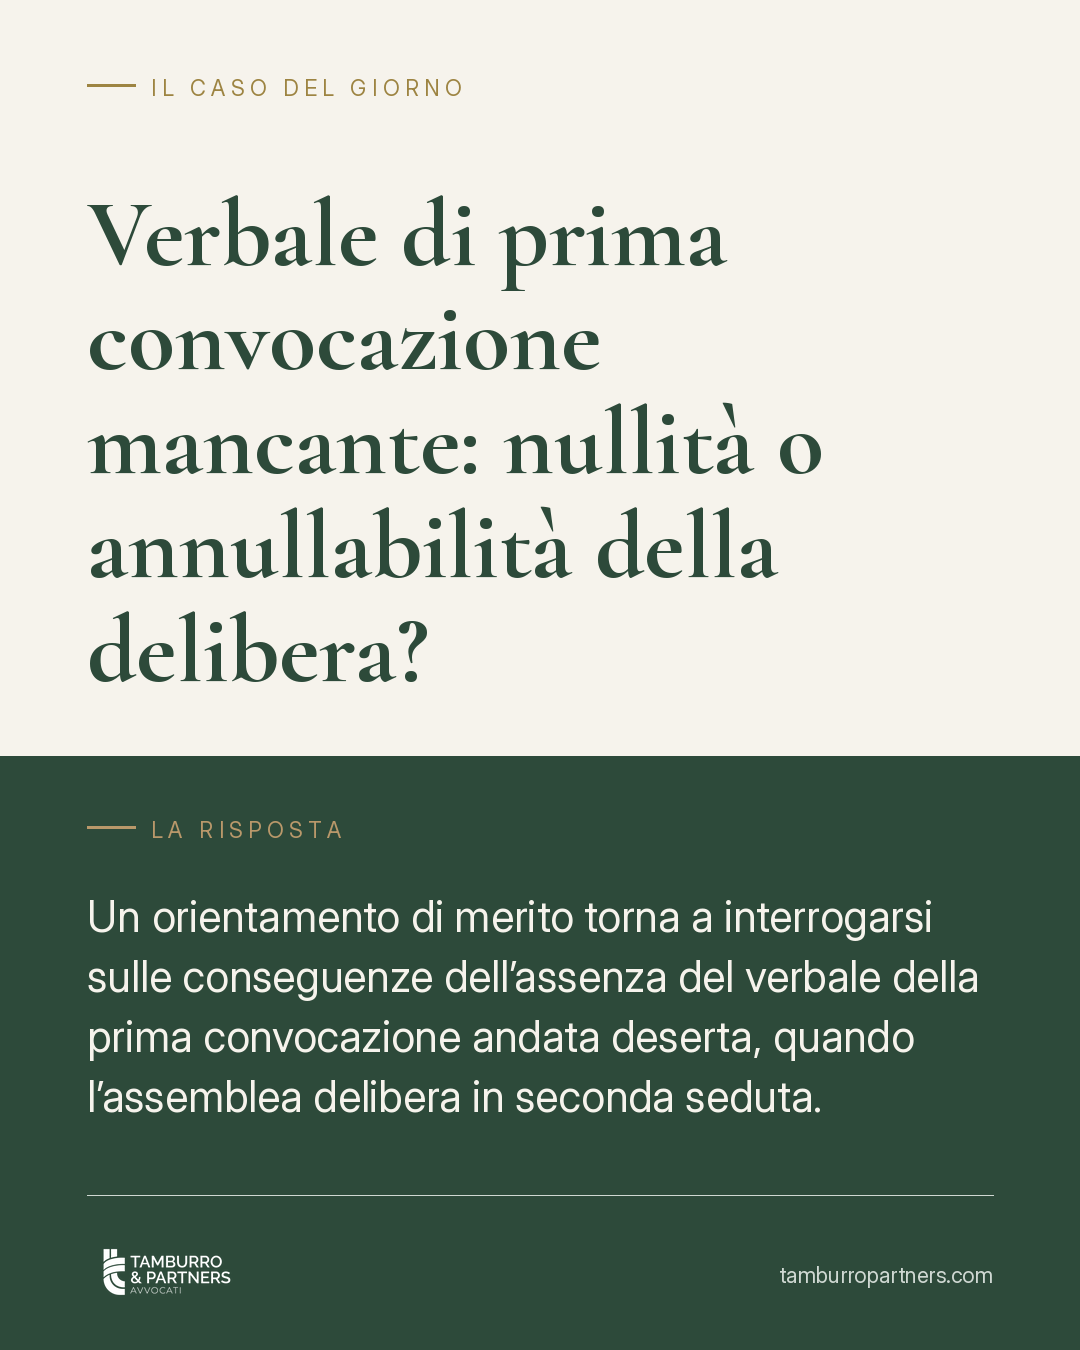 IL CASO DEL GIORNO
Verbale di prima
convocazione
mancante: nullità o
annullabilità della
delibera?
LA RISPOSTA
Un orientamento di merito torna a interrogarsi
sulle conseguenze dell’assenza del verbale della
prima convocazione andata deserta, quando
l’assemblea delibera in seconda seduta.
TAMBURRO
& PARTNERS
AVVOCATI
tamburropartners.com